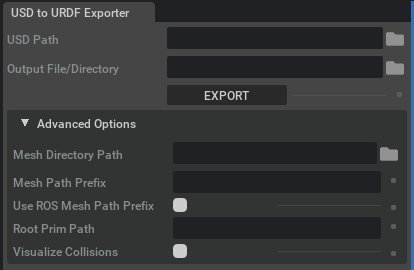 USD to URDF Exporter
USD Path
Output File/Directory
EXPORT
Advanced Options
Mesh Directory Path
Mesh Path Prefix
Use ROS Mesh Path Prefix
Root Prim Path
Visualize Collisions